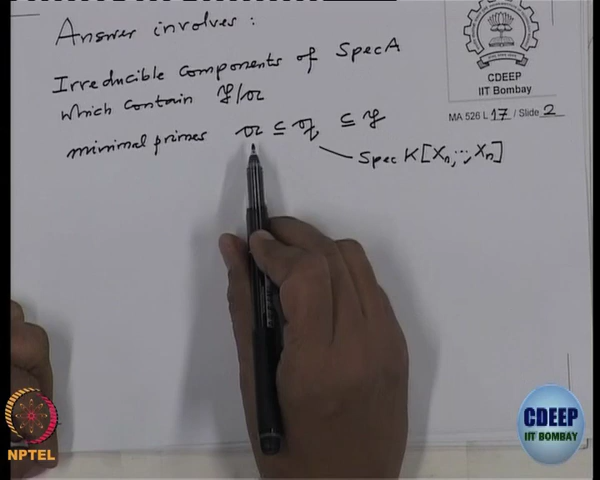 Answer involves :
Irreducible components of Spec A
which contain 𝔭/𝔞
minimal primes 𝔞 ⊆ 𝔮 ⊆ 𝔭
Spec K[X₁,…,Xₙ]
CDEEP
IIT Bombay
MA 526 L 17 / Slide 2
NPTEL
CDEEP
IIT BOMBAY